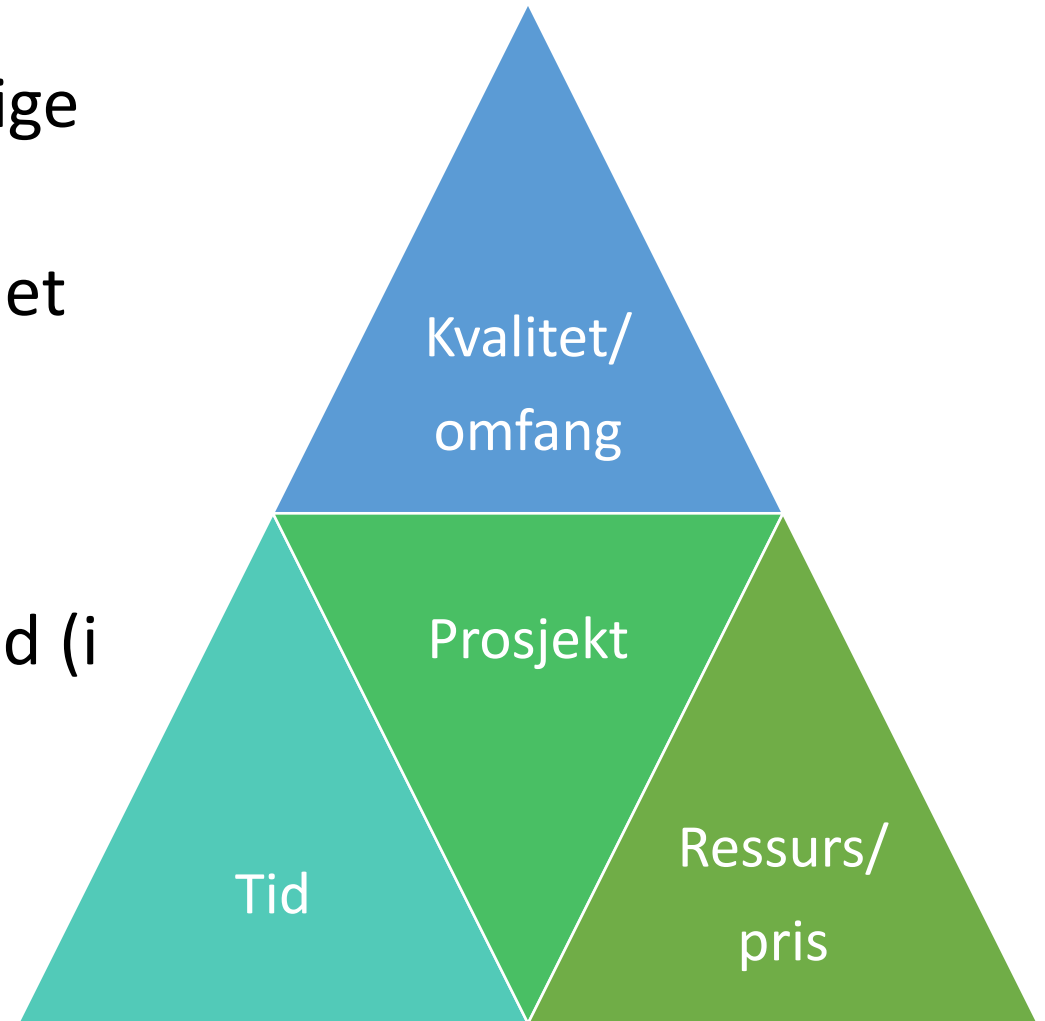 ige
et
Kvalitet/
omfang
d (i
Prosjekt
Tid
Ressurs/
pris